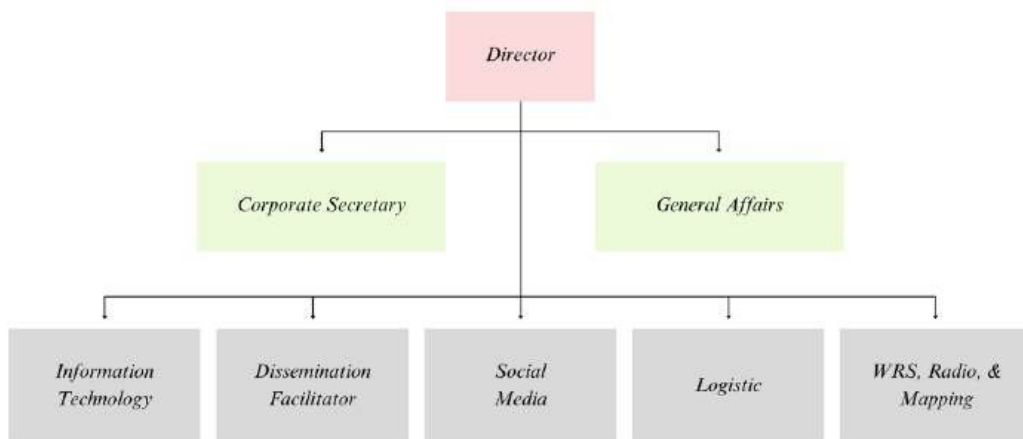 Director
Corporate Secretary
General Affairs
Information
Technology
Dissemination
Facilitator
Social
Media
Logistic
WRS, Radio, &
Mapping